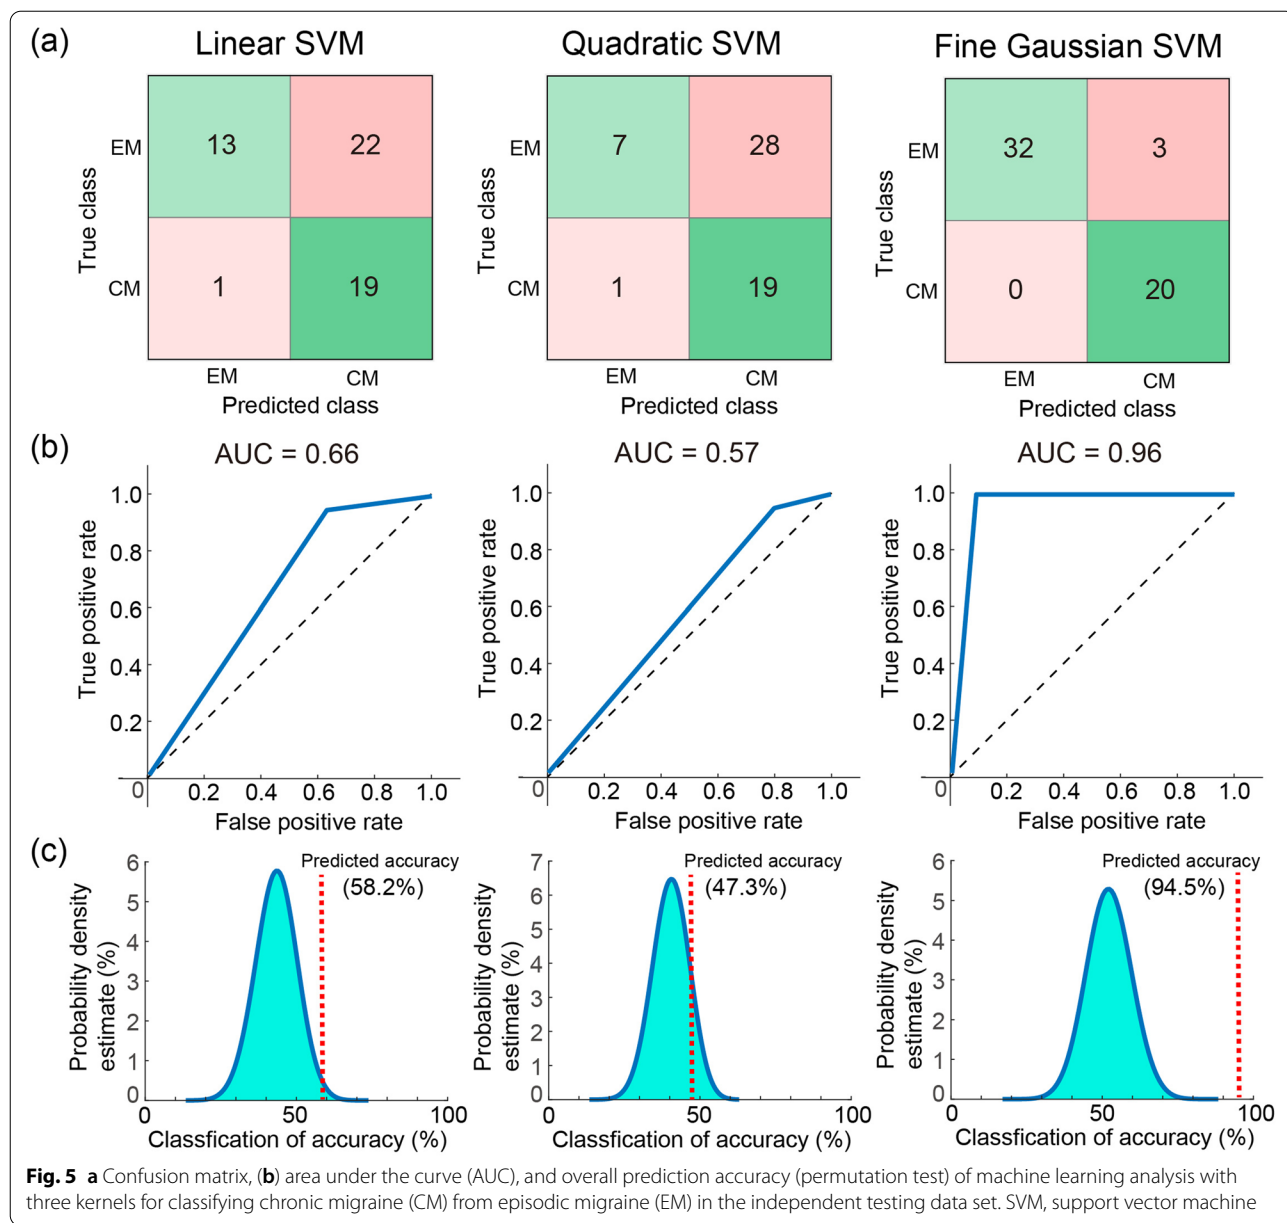 (a)
Linear SVM
Quadratic SVM
Fine Gaussian SVM
True class
EM
13
22
CM
1
19
EM
CM
Predicted class
True class
EM
7
28
CM
1
19
EM
CM
Predicted class
True class
EM
32
3
CM
0
20
EM
CM
Predicted class
(b)
AUC = 0.66
True positive rate
1.0
0.8
0.6
0.4
0.2
0
0.2 0.4 0.6 0.8 1.0
False positive rate
AUC = 0.57
True positive rate
1.0
0.8
0.6
0.4
0.2
0
0.2 0.4 0.6 0.8 1.0
False positive rate
AUC = 0.96
True positive rate
1.0
0.8
0.6
0.4
0.2
0
0.2 0.4 0.6 0.8 1.0
False positive rate
(c)
Probability density
estimate (%)
6
5
4
3
2
1
0
Predicted accuracy
(58.2%)
0 50 100
Classfication of accuracy (%)
Probability density
estimate (%)
7
6
5
4
3
2
1
0
Predicted accuracy
(47.3%)
0 50 100
Classfication of accuracy (%)
Probability density
estimate (%)
6
5
4
3
2
1
0
Predicted accuracy
(94.5%)
0 50 100
Classfication of accuracy (%)
Fig. 5 a Confusion matrix, (b) area under the curve (AUC), and overall prediction accuracy (permutation test) of machine learning analysis with
three kernels for classifying chronic migraine (CM) from episodic migraine (EM) in the independent testing data set. SVM, support vector machine